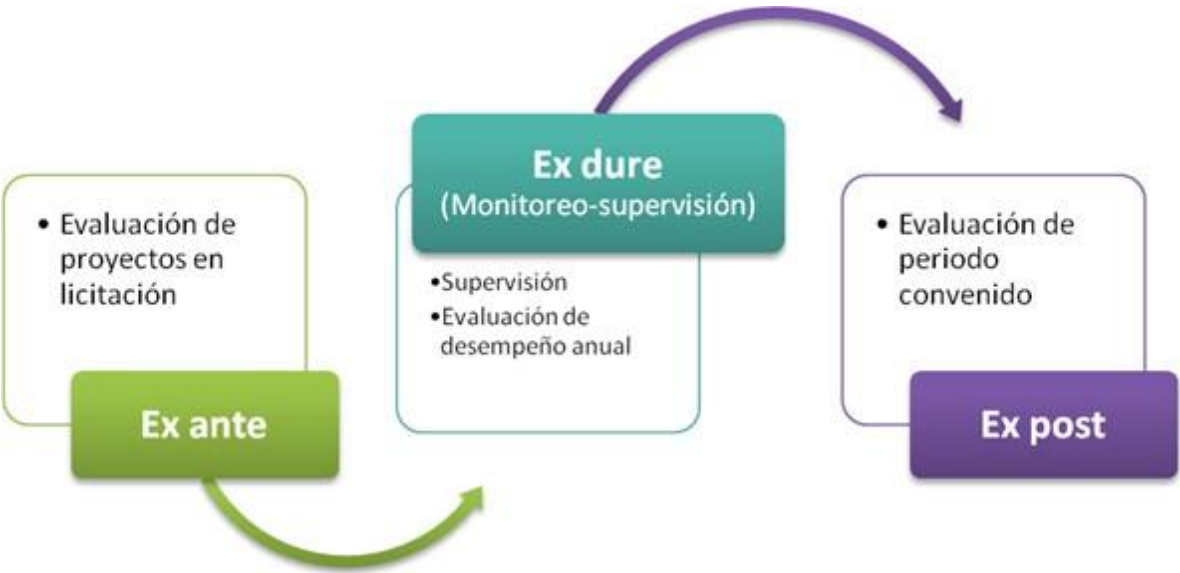 • Evaluación de
proyectos en
licitación
Ex ante
Ex dure
(Monitoreo-supervisión)
•Supervisión
•Evaluación de
desempeño anual
• Evaluación de
periodo
convenido
Ex post